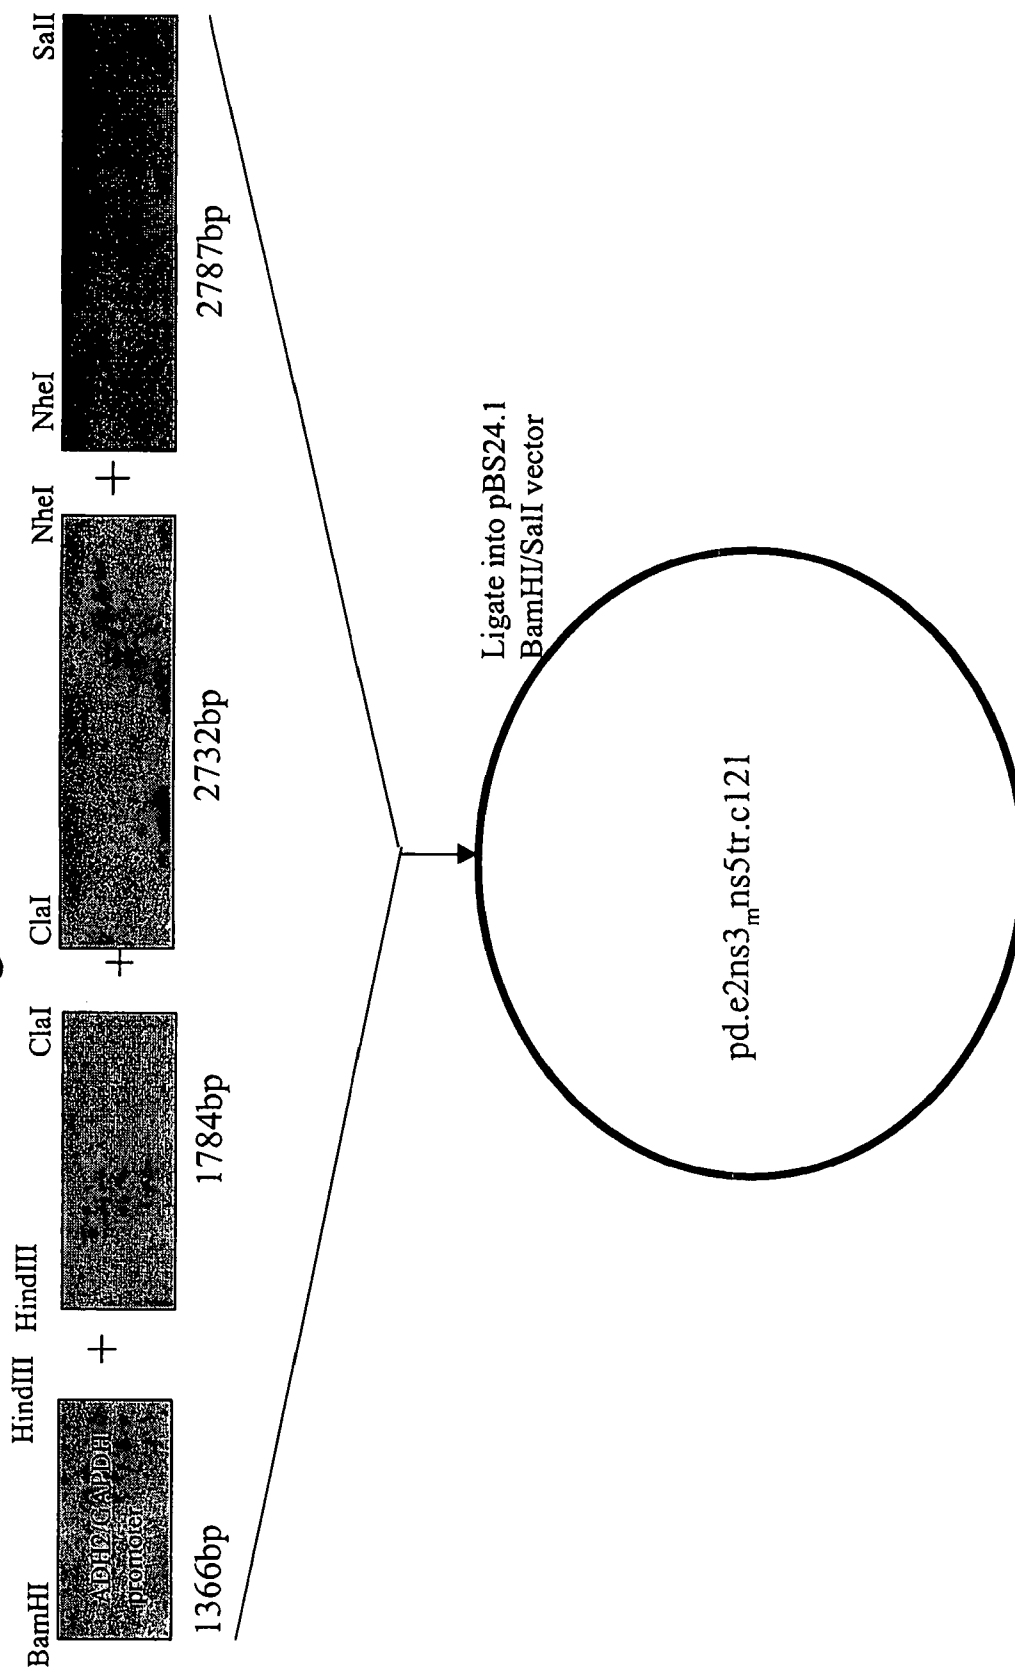 BamHI
HindIII
HindIII
ClaI
ClaI
NheI
NheI
SalI
ADH2/GAPDH
promoter
+
+
+
1366bp
1784bp
2732bp
2787bp
Ligate into pBS24.1
BamHI/SalI vector
pd.e2ns3mns5tr.c121